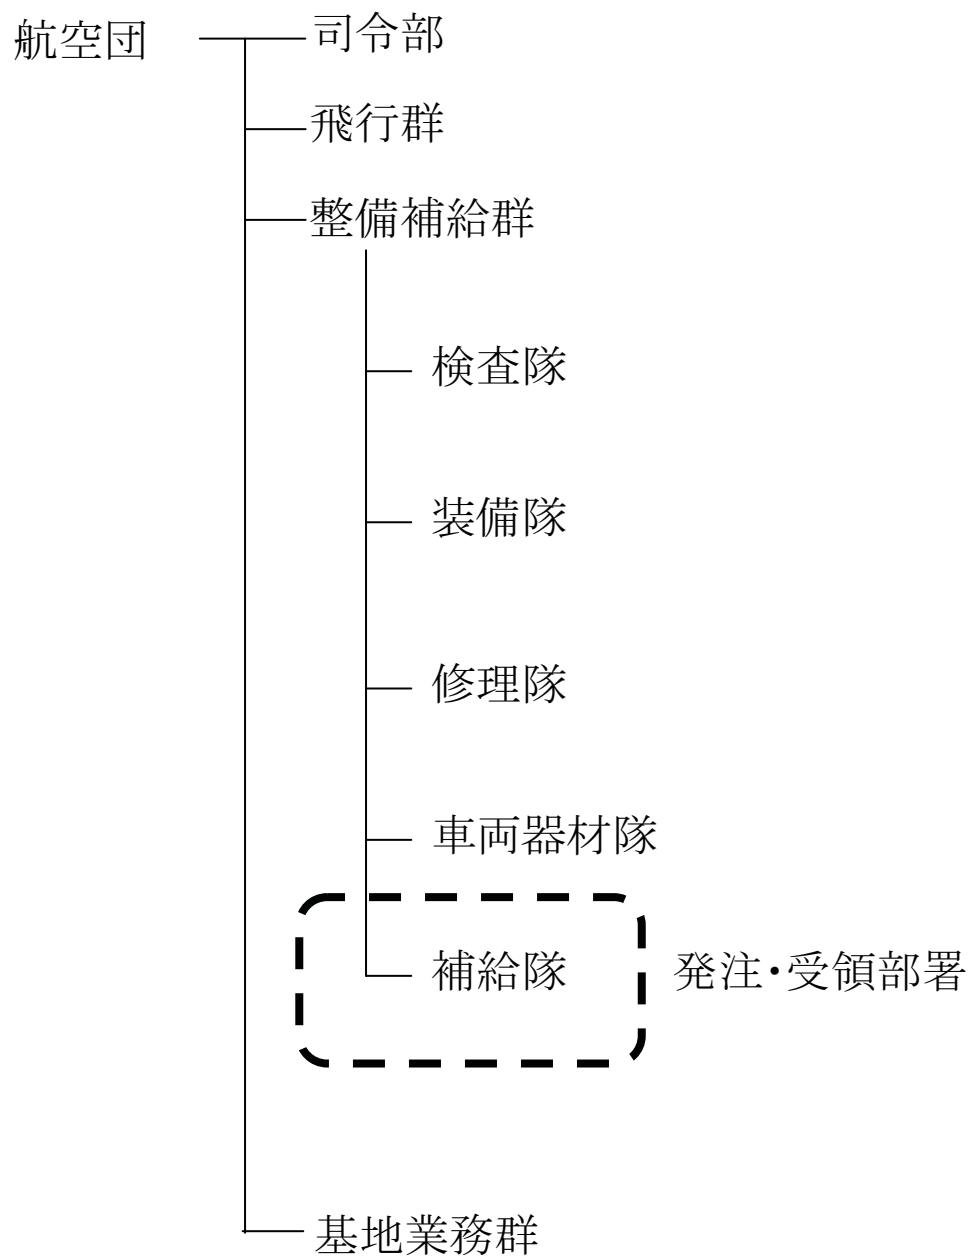 航空団
司令部
飛行群
整備補給群
検査隊
装備隊
修理隊
車両器材隊
補給隊
発注・受領部署
基地業務群